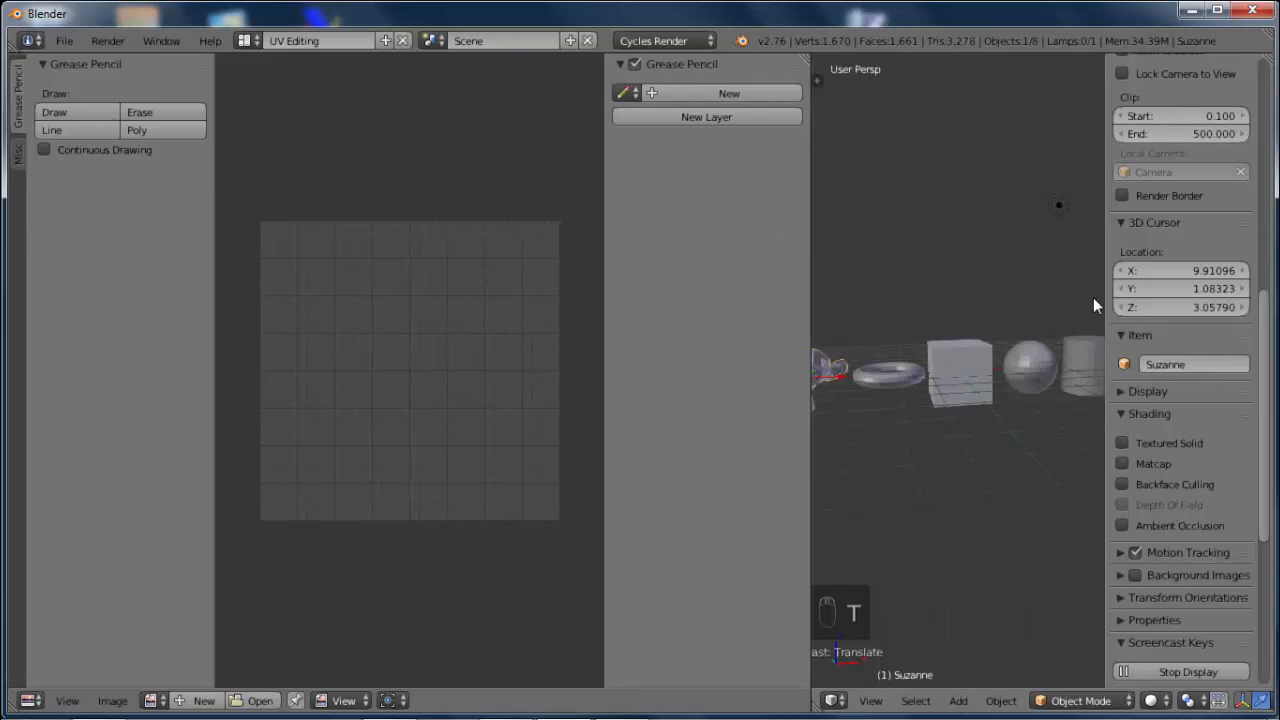 Blender
File Render Window Help UV Editing Scene Cycles Render v2.76 | Verts:1,670 | Faces:1,661 | Tris:3,278 | Objects:1/8 | Lamps:0/1 | Mem:34.39M | Suzanne
Grease Pencil
Misc
Grease Pencil
Draw:
Draw Erase
Line Poly
Continuous Drawing
Grease Pencil
New
New Layer
User Persp
T
ast: Translate
(1) Suzanne
Lock Camera to View
Clip:
Start: 0.100
End: 500.000
Local Camera:
Camera
Render Border
3D Cursor
Location:
X: 9.91096
Y: 1.08323
Z: 3.05790
Item
Suzanne
Display
Shading
Textured Solid
Matcap
Backface Culling
Depth Of Field
Ambient Occlusion
Motion Tracking
Background Images
Transform Orientations
Properties
Screencast Keys
Stop Display
View Image New Open View
View Select Add Object Object Mode